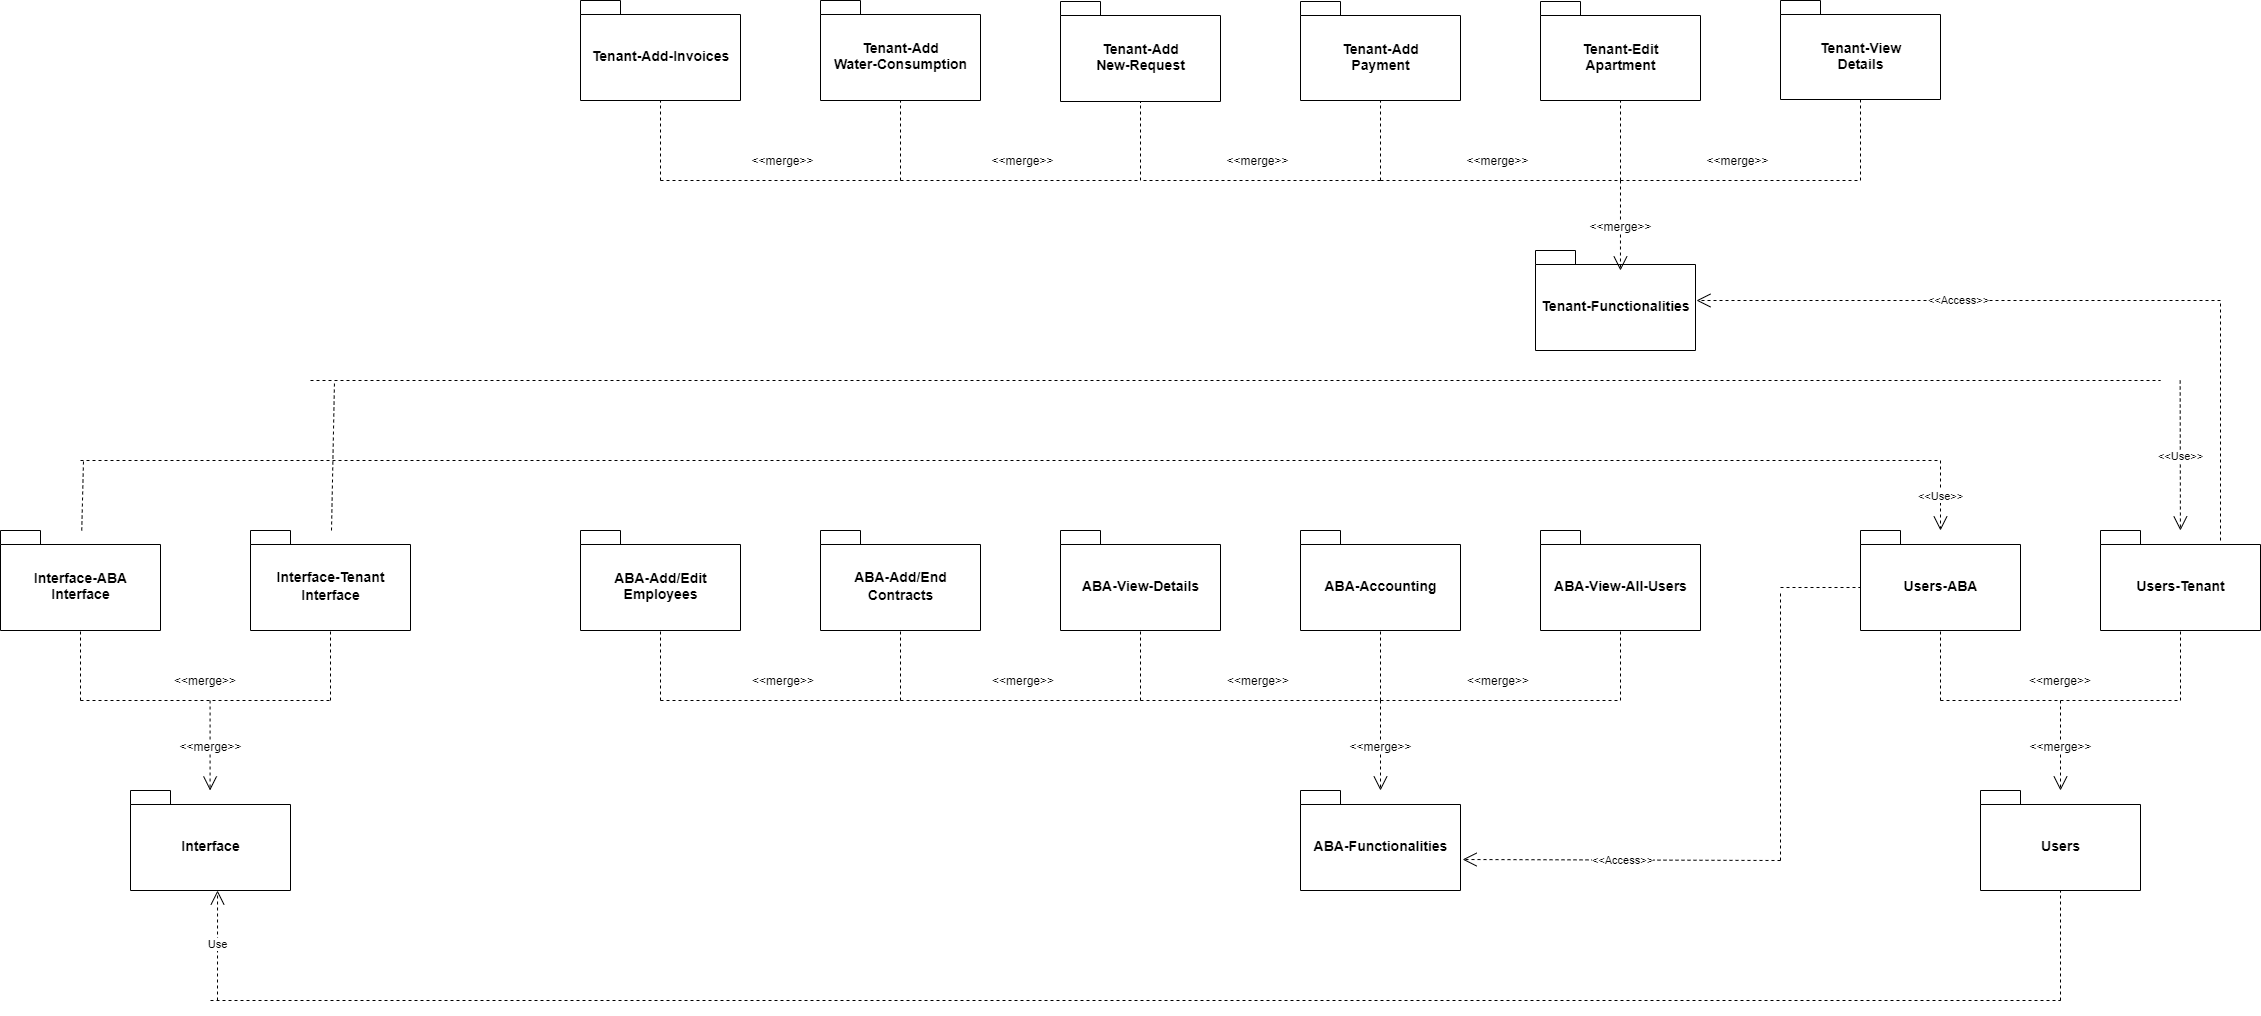 Tenant-Add-Invoices
Tenant-Add
Water-Consumption
Tenant-Add
New-Request
Tenant-Add
Payment
Tenant-Edit
Apartment
Tenant-View
Details
<<merge>>
<<merge>>
<<merge>>
<<merge>>
<<merge>>
<<merge>>
Tenant-Functionalities
<<Access>>
<<Use>>
<<Use>>
Interface-ABA
Interface
Interface-Tenant
Interface
ABA-Add/Edit
Employees
ABA-Add/End
Contracts
ABA-View-Details
ABA-Accounting
ABA-View-All-Users
Users-ABA
Users-Tenant
<<merge>>
<<merge>>
<<merge>>
<<merge>>
<<merge>>
<<merge>>
<<merge>>
<<merge>>
<<merge>>
Interface
ABA-Functionalities
<<Access>>
Users
Use